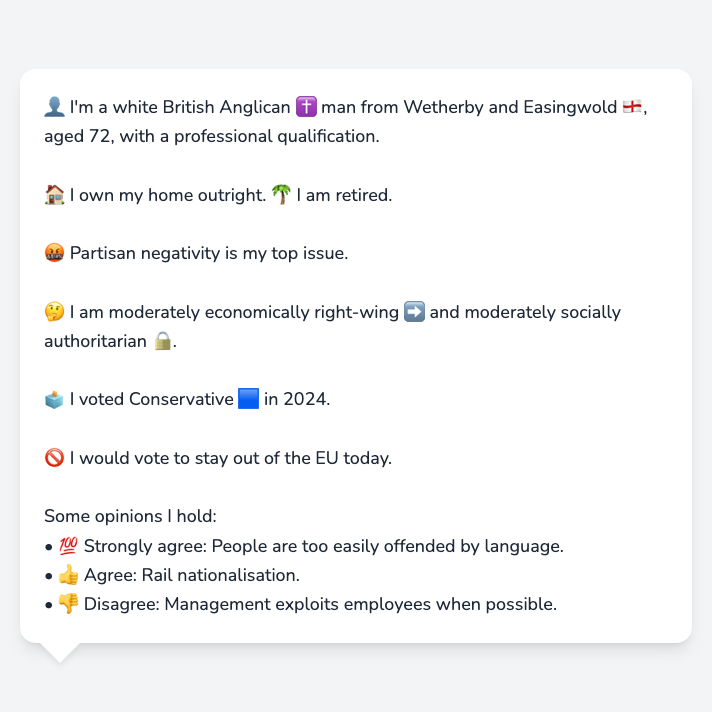 👤 I'm a white British Anglican ✝️ man from Wetherby and Easingwold 🏴󠁧󠁢󠁥󠁮󠁧󠁿,
aged 72, with a professional qualification.
🏠 I own my home outright. 🌴 I am retired.
🤬 Partisan negativity is my top issue.
🤔 I am moderately economically right-wing ➡️ and moderately socially
authoritarian 🔒.
🗳️ I voted Conservative 🟦 in 2024.
🚫 I would vote to stay out of the EU today.
Some opinions I hold:
• 💯 Strongly agree: People are too easily offended by language.
• 👍 Agree: Rail nationalisation.
• 👎 Disagree: Management exploits employees when possible.